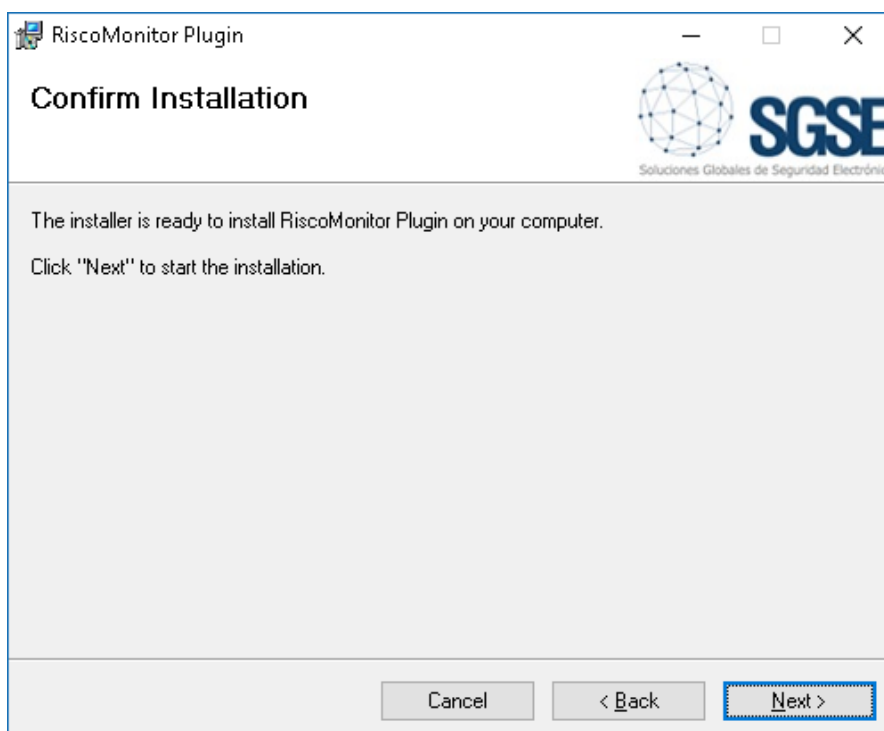 RiscoMonitor Plugin
Confirm Installation
SGSE
Soluciones Globales de Seguridad
The installer is ready to install RiscoMonitor Plugin on your computer.
Click "Next" to start the installation.
Cancel
< Back
Next >